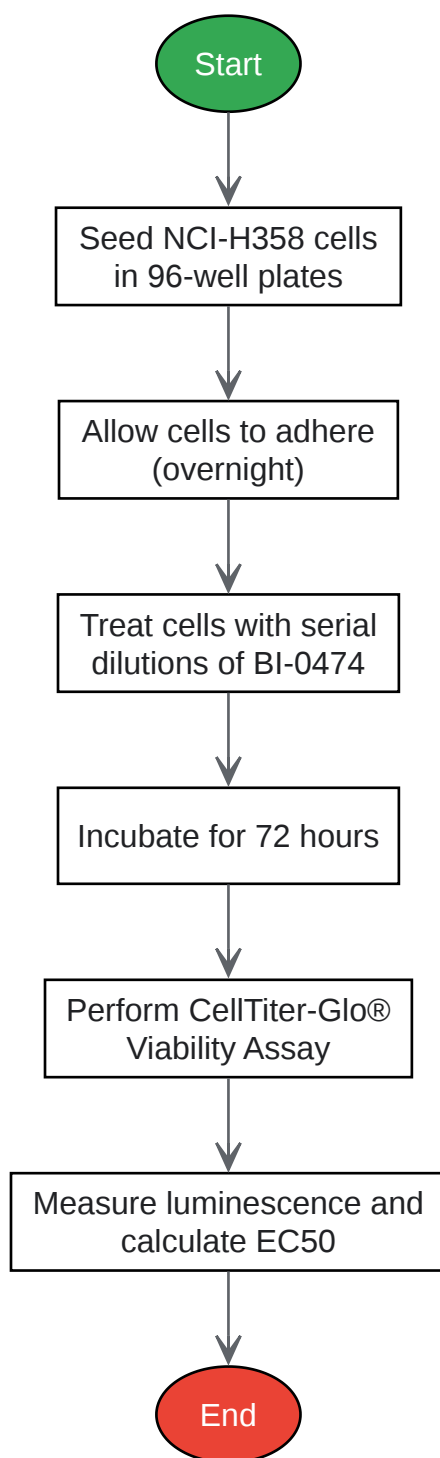 Start
Seed NCI-H358 cells
in 96-well plates
Allow cells to adhere
(overnight)
Treat cells with serial
dilutions of BI-0474
Incubate for 72 hours
Perform CellTiter-Glo®
Viability Assay
Measure luminescence and
calculate EC50
End